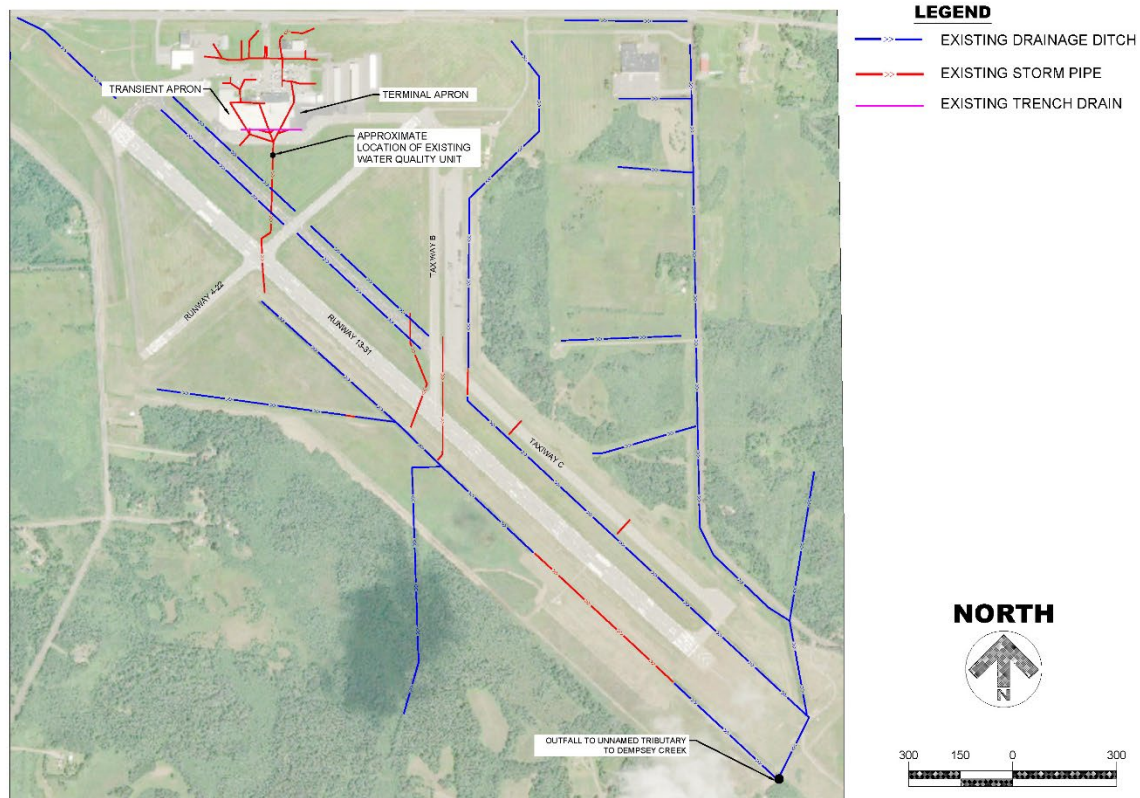 LEGEND
EXISTING DRAINAGE DITCH
EXISTING STORM PIPE
EXISTING TRENCH DRAIN
TRANSIENT APRON
TERMINAL APRON
APPROXIMATE
LOCATION OF EXISTING
WATER QUALITY UNIT
TAXIWAY B
RUNWAY 4-22
RUNWAY 13-31
TAXIWAY C
OUTFALL TO UNNAMED TRIBUTARY
TO DEMPSEY CREEK
NORTH
N
300 150 0 300